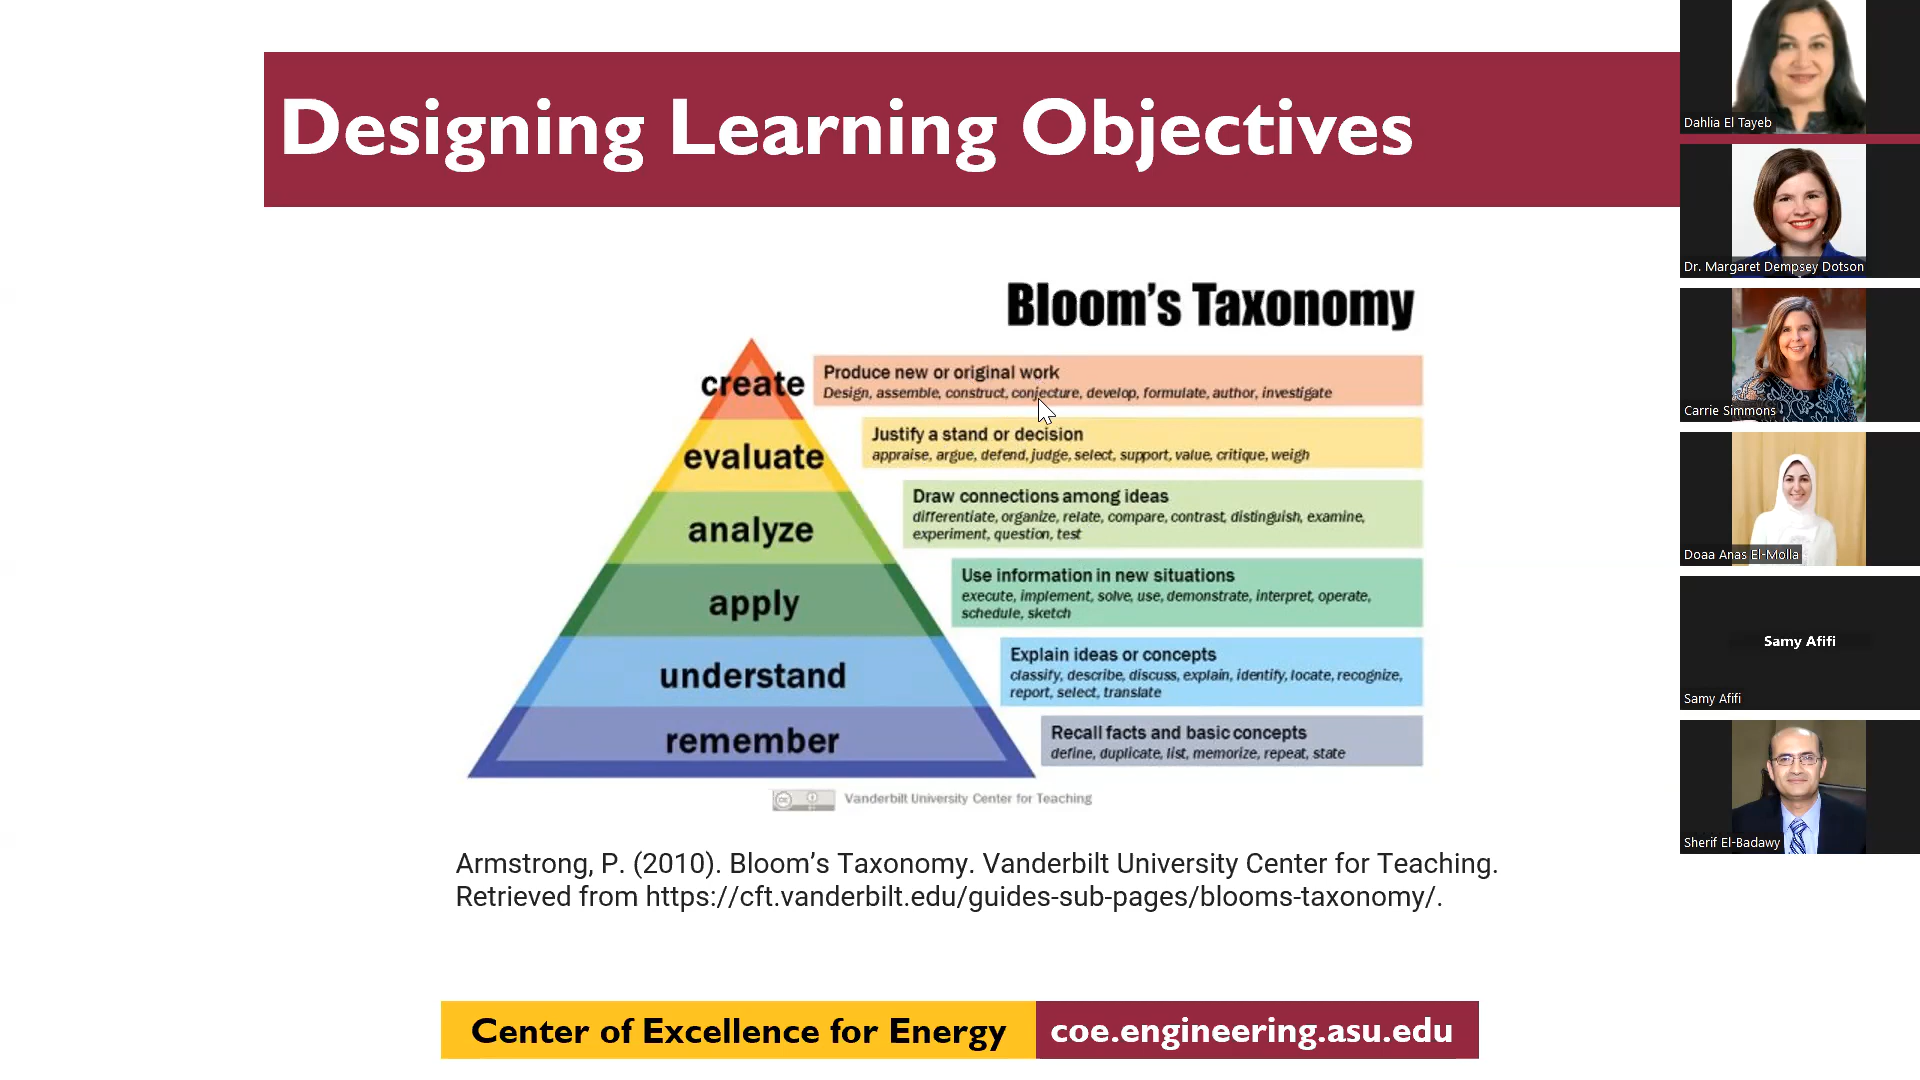 Designing Learning Objectives
Bloom's Taxonomy
create
Produce new or original work
Design, assemble, construct, conjecture, develop, formulate, author, investigate
evaluate
Justify a stand or decision
appraise, argue, defend, judge, select, support, value, critique, weigh
analyze
Draw connections among ideas
differentiate, organize, relate, compare, contrast, distinguish, examine,
experiment, question, test
apply
Use information in new situations
execute, implement, solve, use, demonstrate, interpret, operate,
schedule, sketch
understand
Explain ideas or concepts
classify, describe, discuss, explain, identify, locate, recognize,
report, select, translate
remember
Recall facts and basic concepts
define, duplicate, list, memorize, repeat, state
Vanderbilt University Center for Teaching
Armstrong, P. (2010). Bloom's Taxonomy. Vanderbilt University Center for Teaching.
Retrieved from https://cft.vanderbilt.edu/guides-sub-pages/blooms-taxonomy/.
Center of Excellence for Energy
coe.engineering.asu.edu
Dahlia El Tayeb
Dr. Margaret Dempsey Dotson
Carrie Simmons
Doaa Anas El-Molla
Samy Afifi
Samy Afifi
Sherif El-Badawy